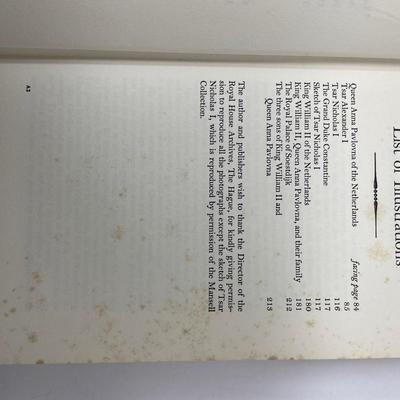 List of Illustrations
Queen Anna Pavlovna of the Netherlands facing page 84
Tsar Alexander I 85
Tsar Nicholas I 116
The Grand Duke Constantine 117
Sketch of Tsar Nicholas I 117
King William II of the Netherlands 180
King William II, Queen Anna Pavlovna, and their family 181
The Royal Palace of Soestdijk 212
The three sons of King William II and
Queen Anna Pavlovna 213
The author and publishers wish to thank the Director of the
Royal House Archives, The Hague, for kindly giving permis-
sion to reproduce all the photographs except the sketch of Tsar
Nicholas I, which is reproduced by permission of the Mansell
Collection.
A2